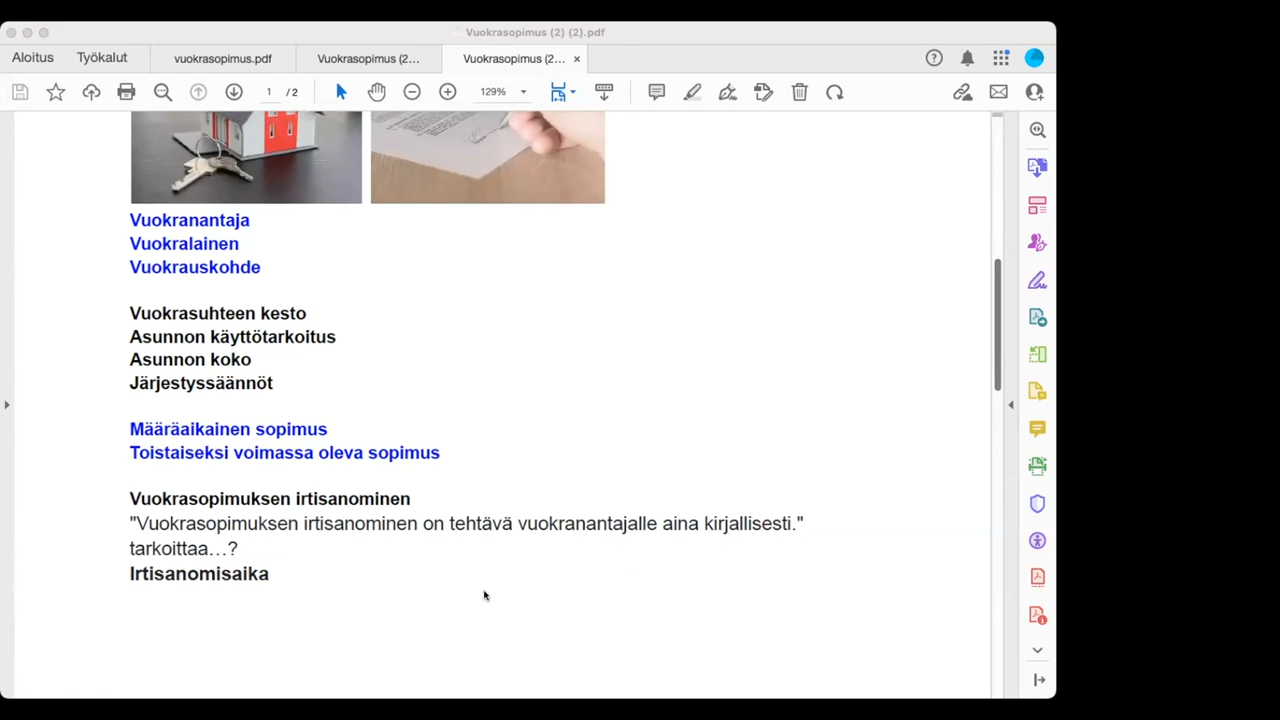 Vuokrasopimus (2) (2).pdf
Aloitus Työkalut vuokrasopimus.pdf Vuokrasopimus (2... Vuokrasopimus (2... ×
1 / 2 129%
Vuokranantaja
Vuokralainen
Vuokrauskohde
Vuokrasuhteen kesto
Asunnon käyttötarkoitus
Asunnon koko
Järjestyssäännöt
Määräaikainen sopimus
Toistaiseksi voimassa oleva sopimus
Vuokrasopimuksen irtisanominen
"Vuokrasopimuksen irtisanominen on tehtävä vuokranantajalle aina kirjallisesti."
tarkoittaa…?
Irtisanomisaika